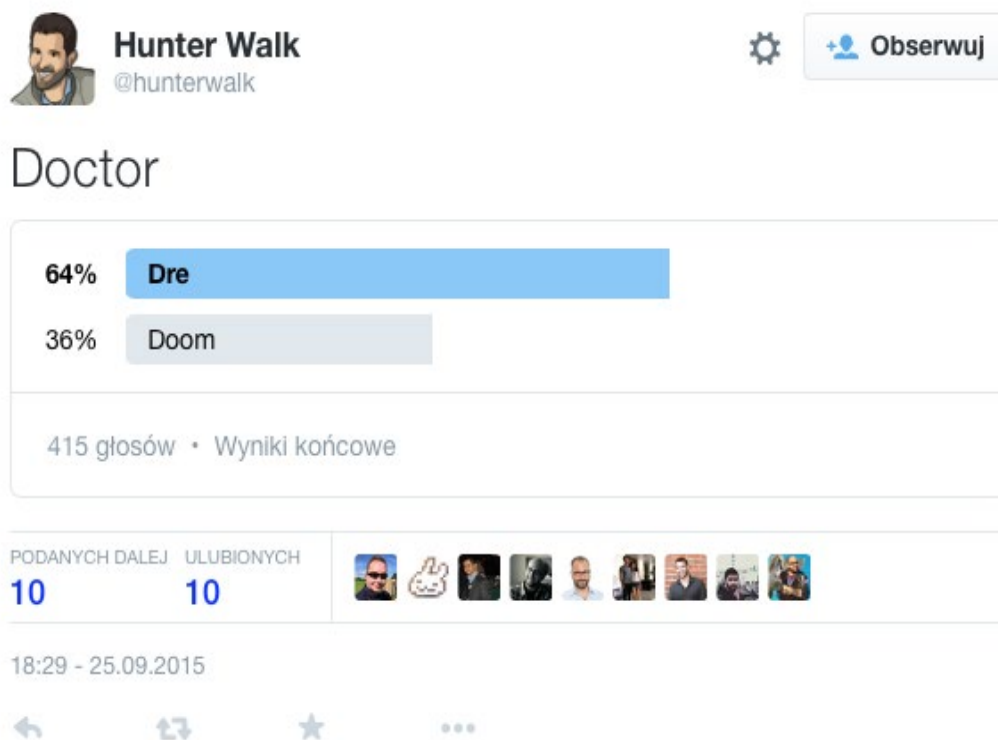 Hunter Walk
@hunterwalk
Obserwuj
Doctor
64% Dre
36% Doom
415 głosów • Wyniki końcowe
PODANYCH DALEJ ULUBIONYCH
10 10
18:29 - 25.09.2015